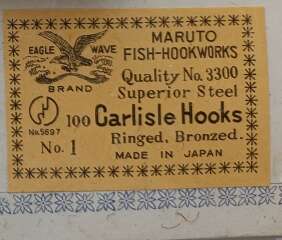 EAGLE WAVE
BRAND
No.5697
No. 1
MARUTO
FISH-HOOKWORKS
Quality No. 3300
Superior Steel
100 Carlisle Hooks
Ringed, Bronzed.
MADE IN JAPAN